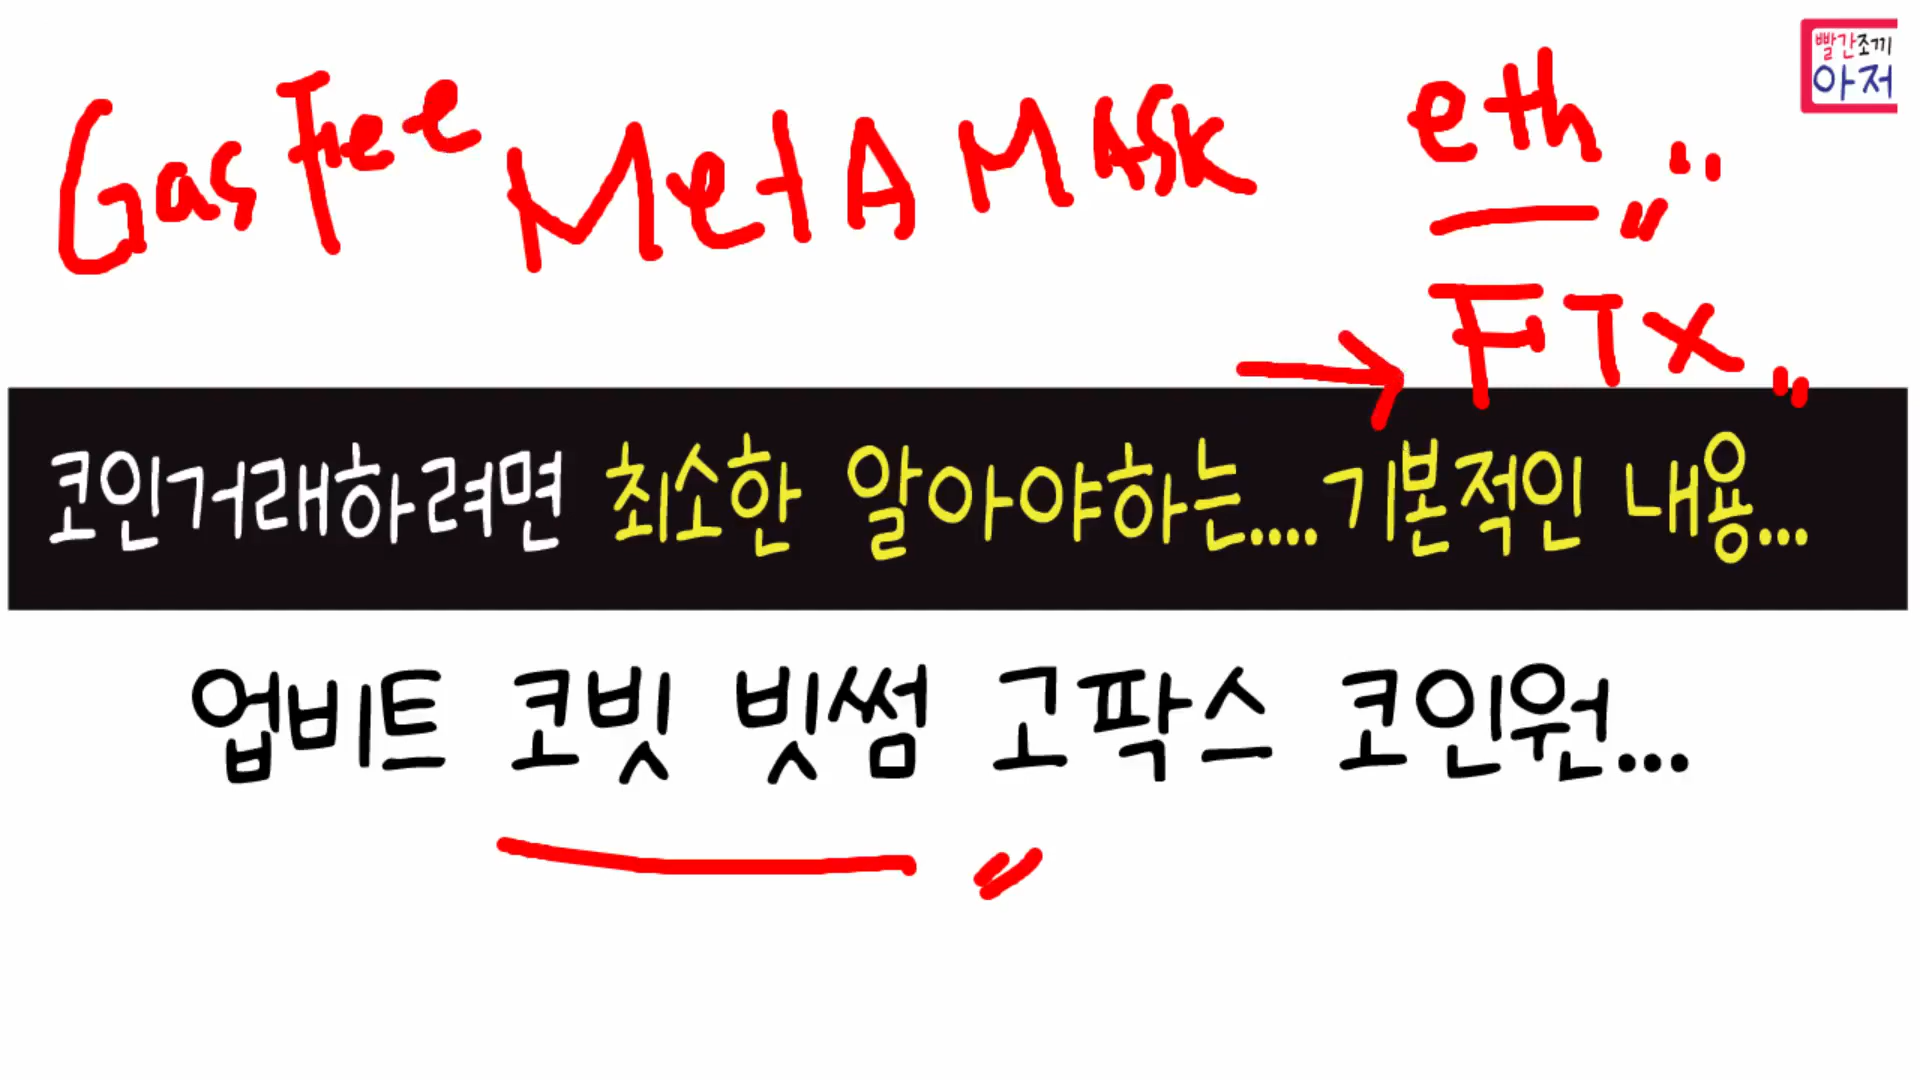 빨간조끼
아저
Gas Fee MetAMASK eth
FTX
코인거래하려면 최소한 알아야하는....기본적인 내용...
업비트 코빗 빗썸 고팍스 코인원...